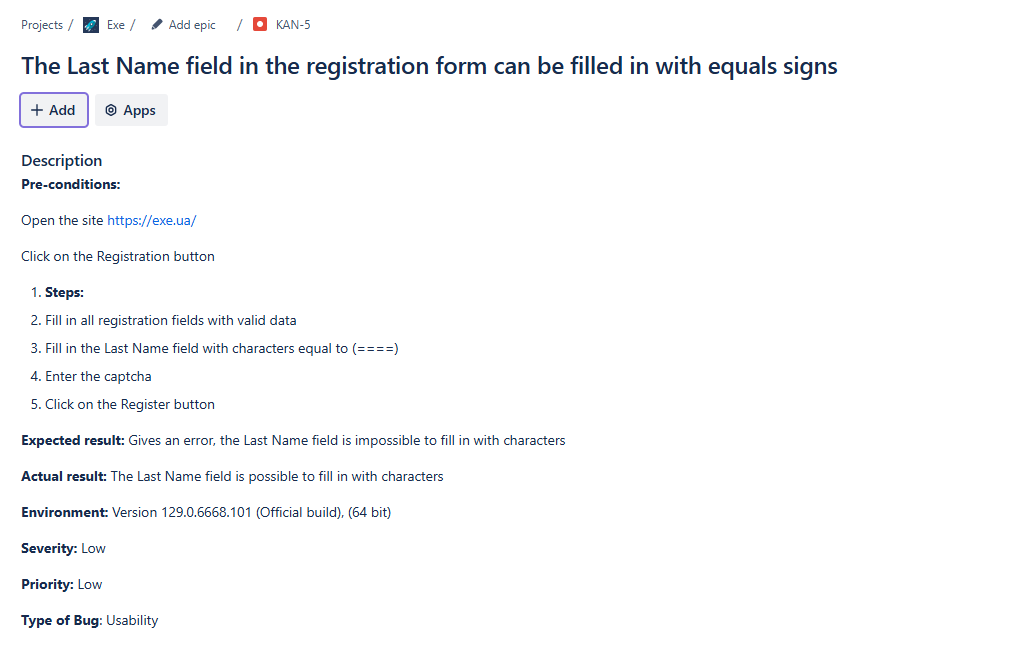 Projects / Exe / Add epic / KAN-5
The Last Name field in the registration form can be filled in with equals signs
+ Add Apps
Description
Pre-conditions:
Open the site https://exe.ua/
Click on the Registration button
1. Steps:
2. Fill in all registration fields with valid data
3. Fill in the Last Name field with characters equal to (====)
4. Enter the captcha
5. Click on the Register button
Expected result: Gives an error, the Last Name field is impossible to fill in with characters
Actual result: The Last Name field is possible to fill in with characters
Environment: Version 129.0.6668.101 (Official build), (64 bit)
Severity: Low
Priority: Low
Type of Bug: Usability